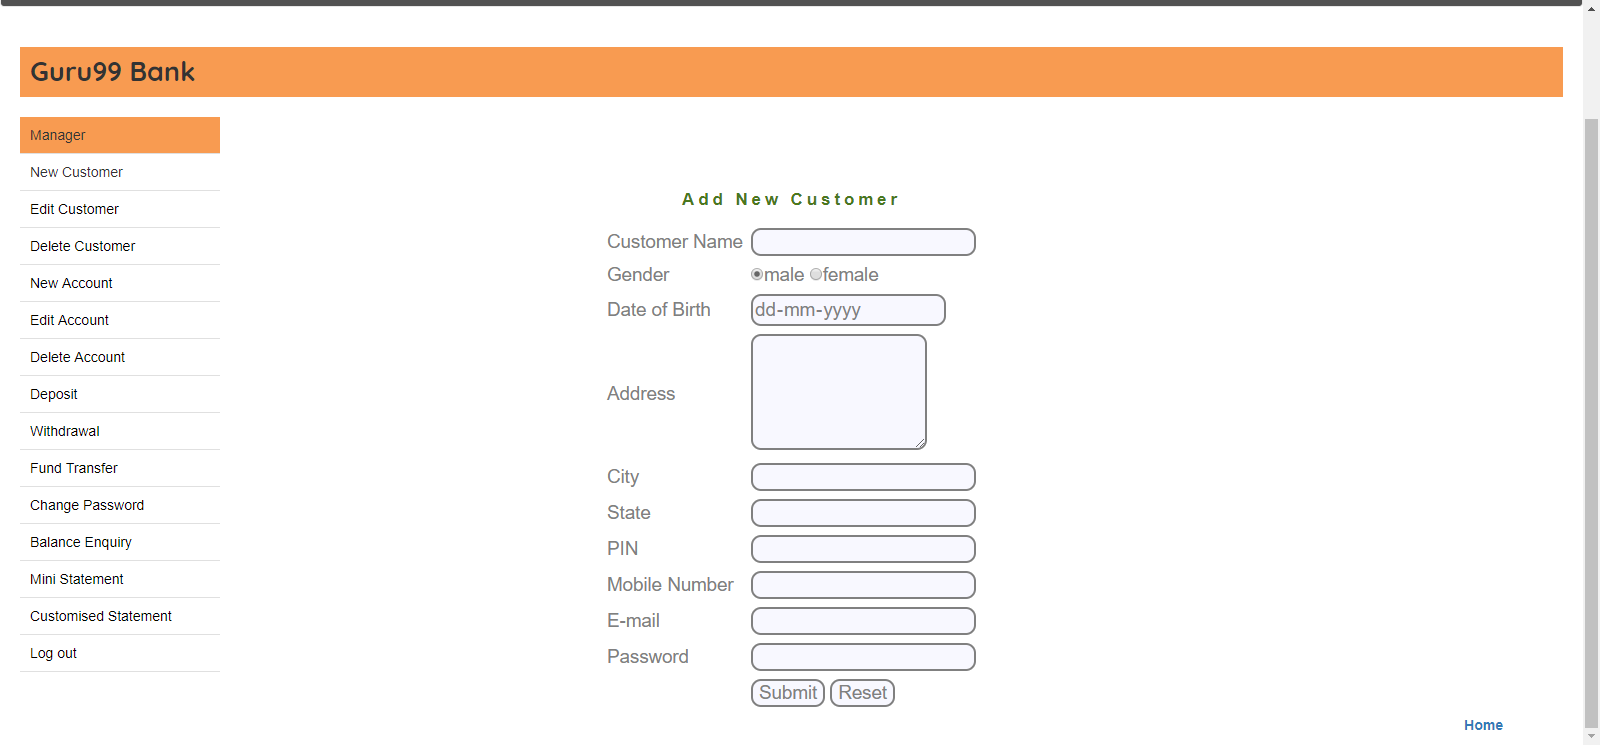 Guru99 Bank
Manager
New Customer
Edit Customer
Delete Customer
New Account
Edit Account
Delete Account
Deposit
Withdrawal
Fund Transfer
Change Password
Balance Enquiry
Mini Statement
Customised Statement
Log out
Add New Customer
Customer Name
Gender male female
Date of Birth dd-mm-yyyy
Address
City
State
PIN
Mobile Number
E-mail
Password
Submit Reset
Home